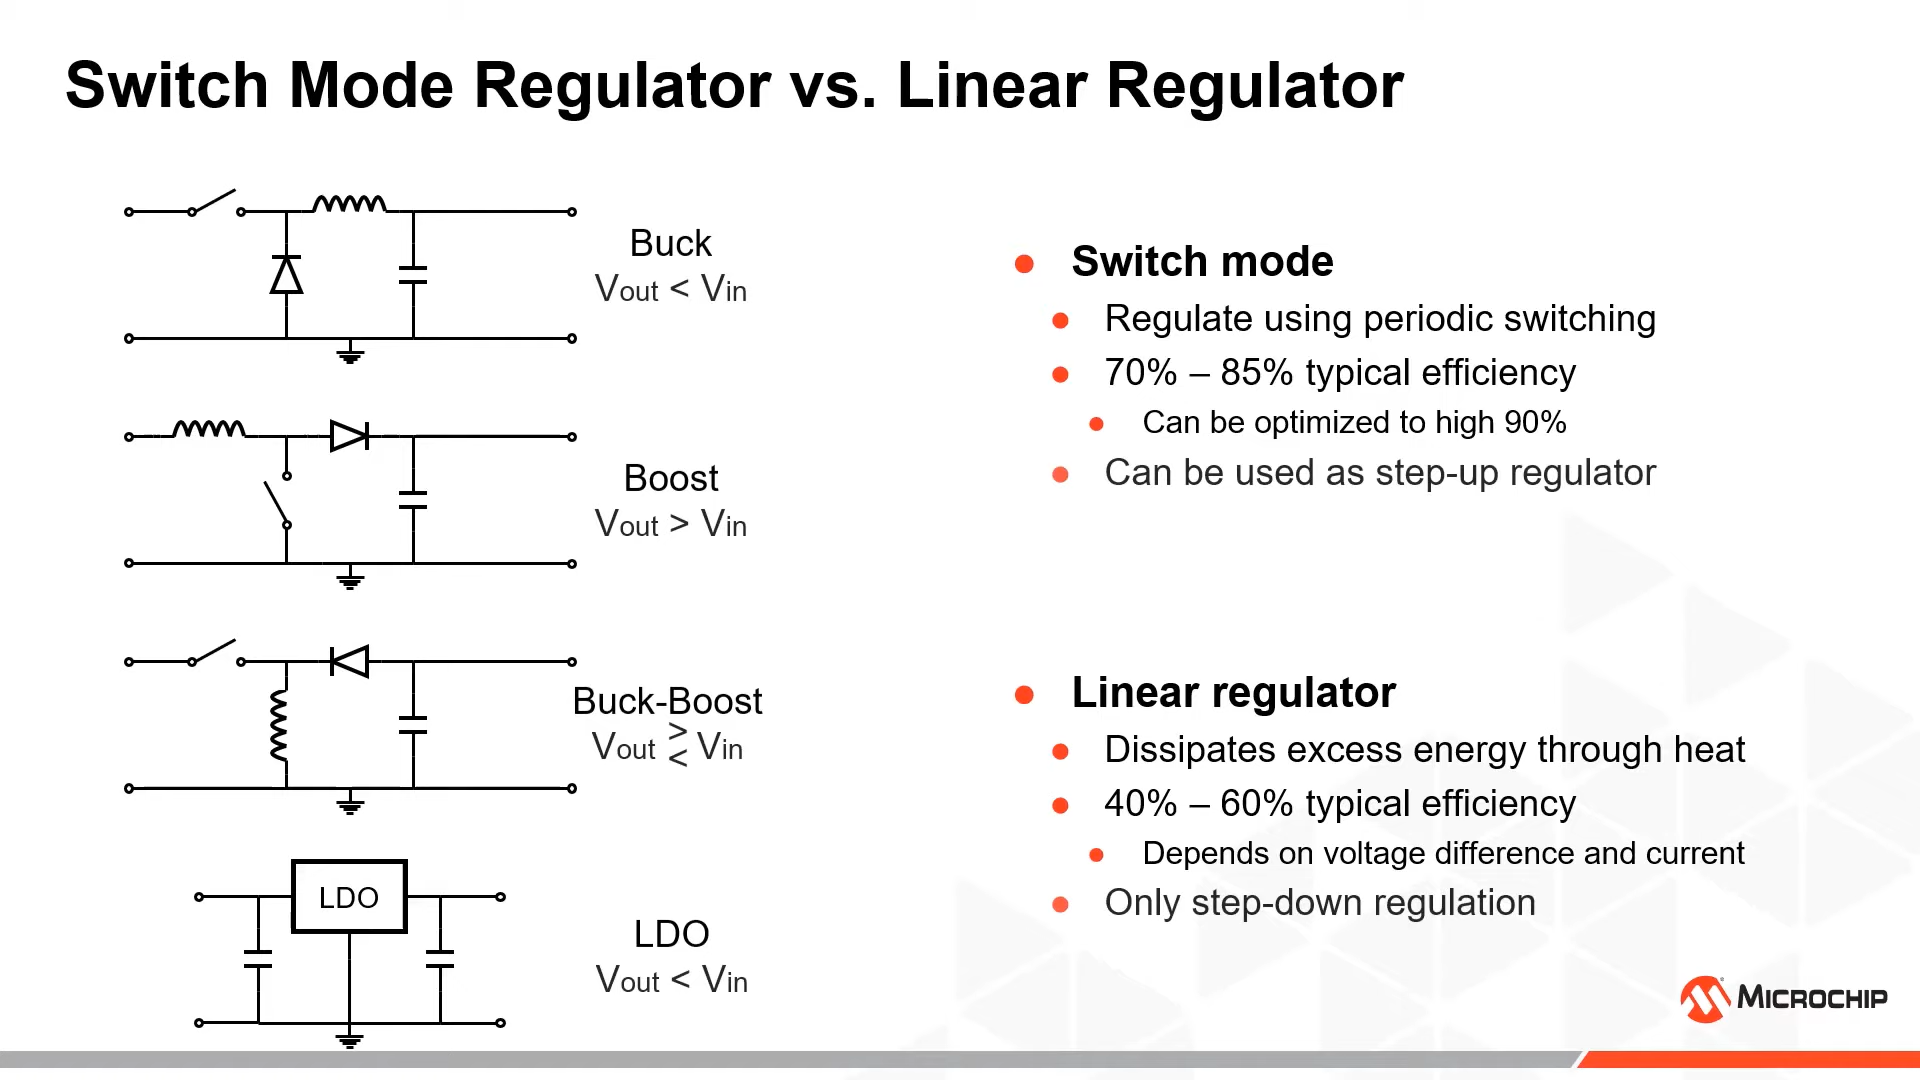 Switch Mode Regulator vs. Linear Regulator
Buck
Vout < Vin
Boost
Vout > Vin
Buck-Boost
Vout ≷ Vin
LDO
LDO
Vout < Vin
Switch mode
Regulate using periodic switching
70% – 85% typical efficiency
Can be optimized to high 90%
Can be used as step-up regulator
Linear regulator
Dissipates excess energy through heat
40% – 60% typical efficiency
Depends on voltage difference and current
Only step-down regulation
MICROCHIP